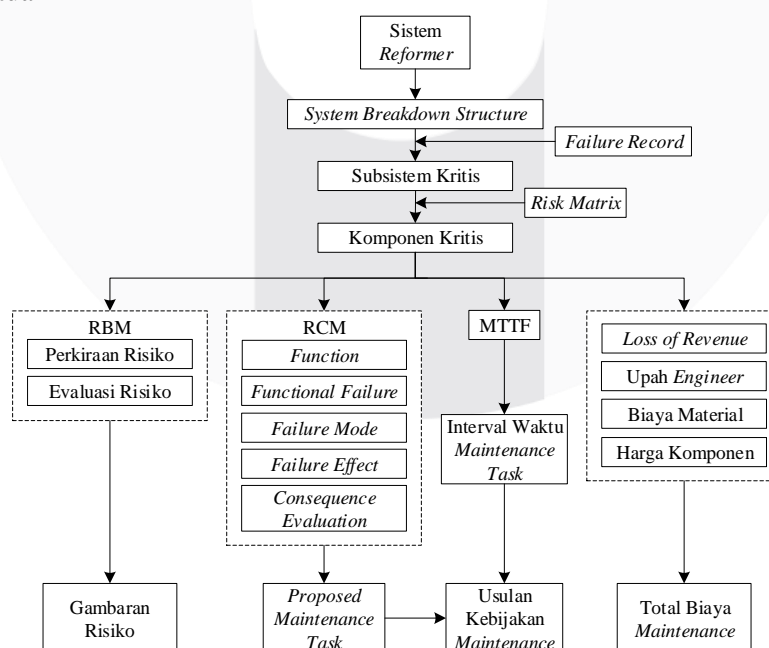 Sistem
Reformer
System Breakdown Structure
Failure Record
Subsistem Kritis
Risk Matrix
Komponen Kritis
RBM
Perkiraan Risiko
Evaluasi Risiko
RCM
Function
Functional Failure
Failure Mode
Failure Effect
Consequence
Evaluation
MTTF
Interval Waktu
Maintenance
Task
Loss of Revenue
Upah Engineer
Biaya Material
Harga Komponen
Gambaran
Risiko
Proposed
Maintenance
Task
Usulan
Kebijakan
Maintenance
Total Biaya
Maintenance